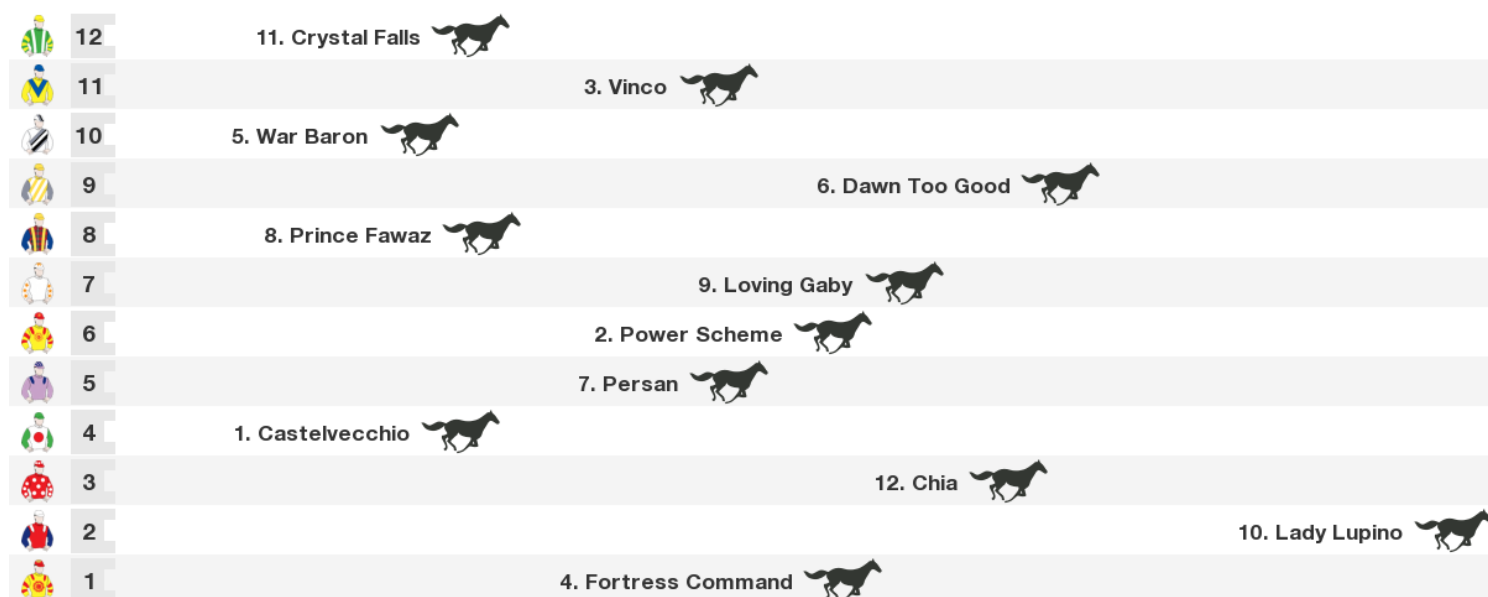 12 11. Crystal Falls
11 3. Vinco
10 5. War Baron
9 6. Dawn Too Good
8 8. Prince Fawaz
7 9. Loving Gaby
6 2. Power Scheme
5 7. Persan
4 1. Castelvecchio
3 12. Chia
2 10. Lady Lupino
1 4. Fortress Command